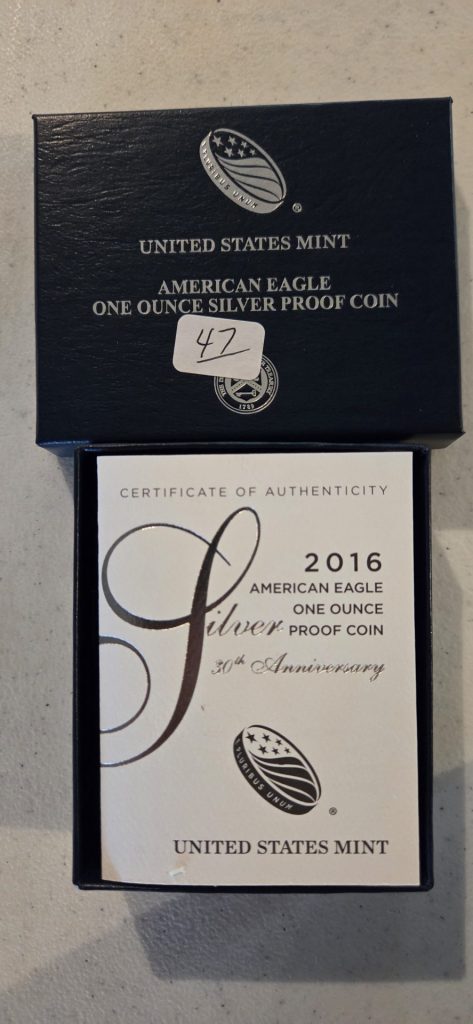 PLURIBUS UNUM
®
UNITED STATES MINT
AMERICAN EAGLE
ONE OUNCE SILVER PROOF COIN
47
1789
CERTIFICATE OF AUTHENTICITY
2016
AMERICAN EAGLE
ONE OUNCE
Silver PROOF COIN
30th Anniversary
PLURIBUS UNUM
®
UNITED STATES MINT